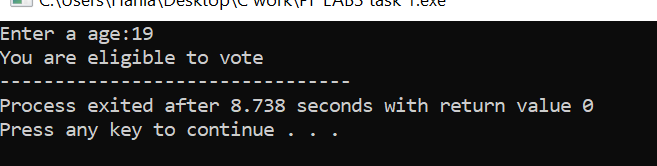 C:\Users\Hania\Desktop\C work\PF LAB5 task 1.exe
Enter a age:19
You are eligible to vote
--------------------------------
Process exited after 8.738 seconds with return value 0
Press any key to continue . . .